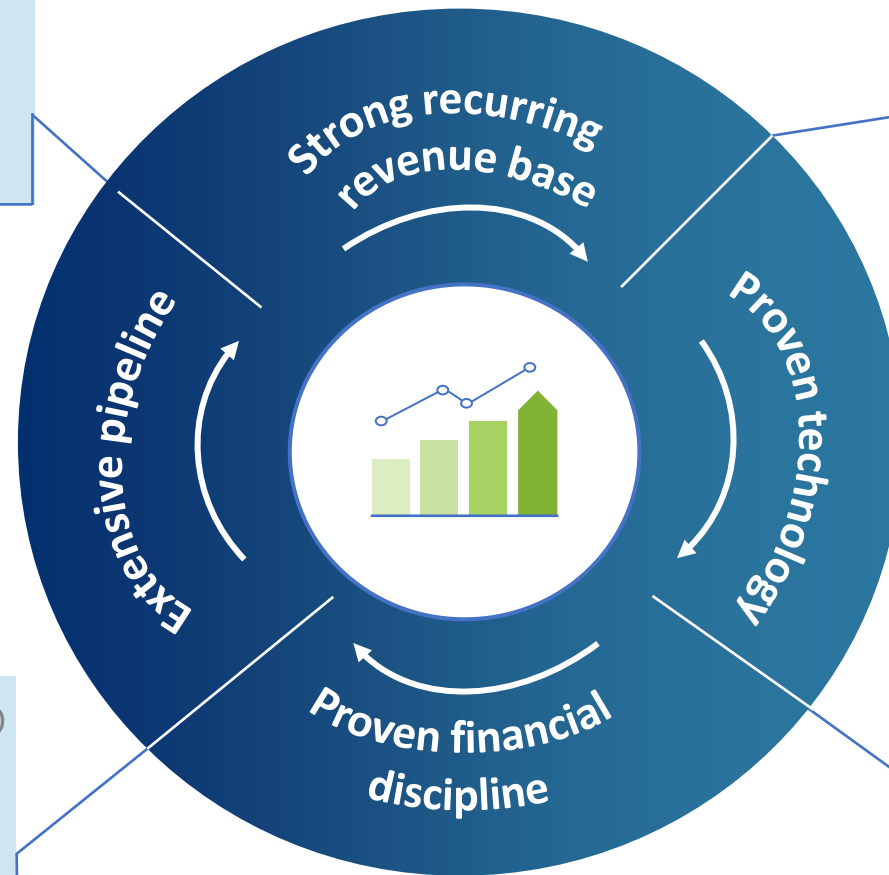 Strong recurring
revenue base
Proven technology
Proven financial
discipline
Extensive pipeline
)